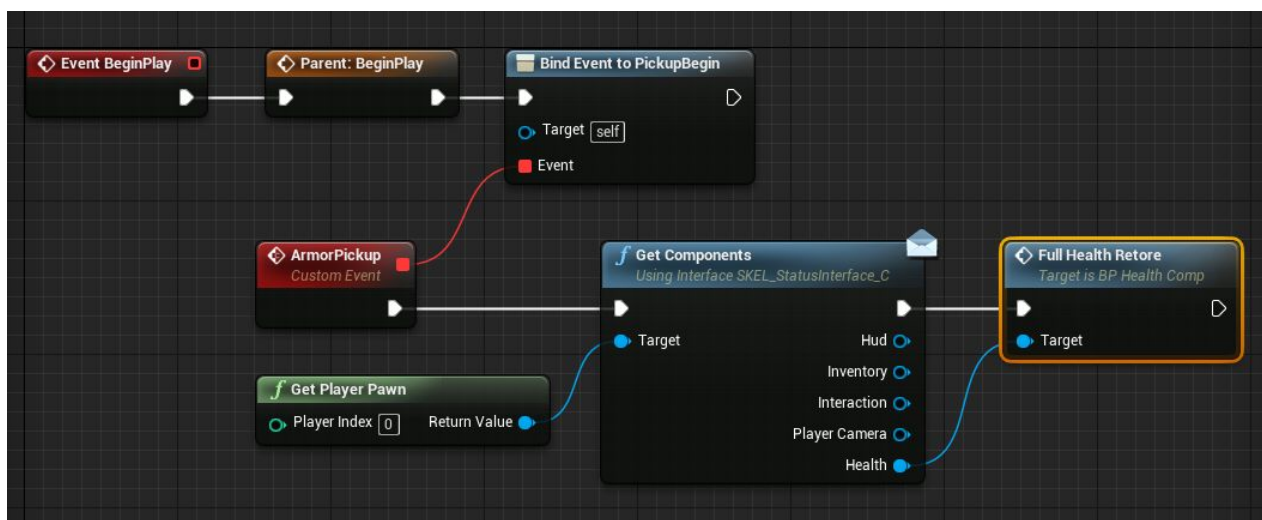 Event BeginPlay
Parent: BeginPlay
Bind Event to PickupBegin
Target self
Event
ArmorPickup
Custom Event
Get Components
Using Interface SKEL_StatusInterface_C
Target
Hud
Inventory
Interaction
Player Camera
Health
Full Health Retore
Target is BP Health Comp
Target
Get Player Pawn
Player Index 0
Return Value